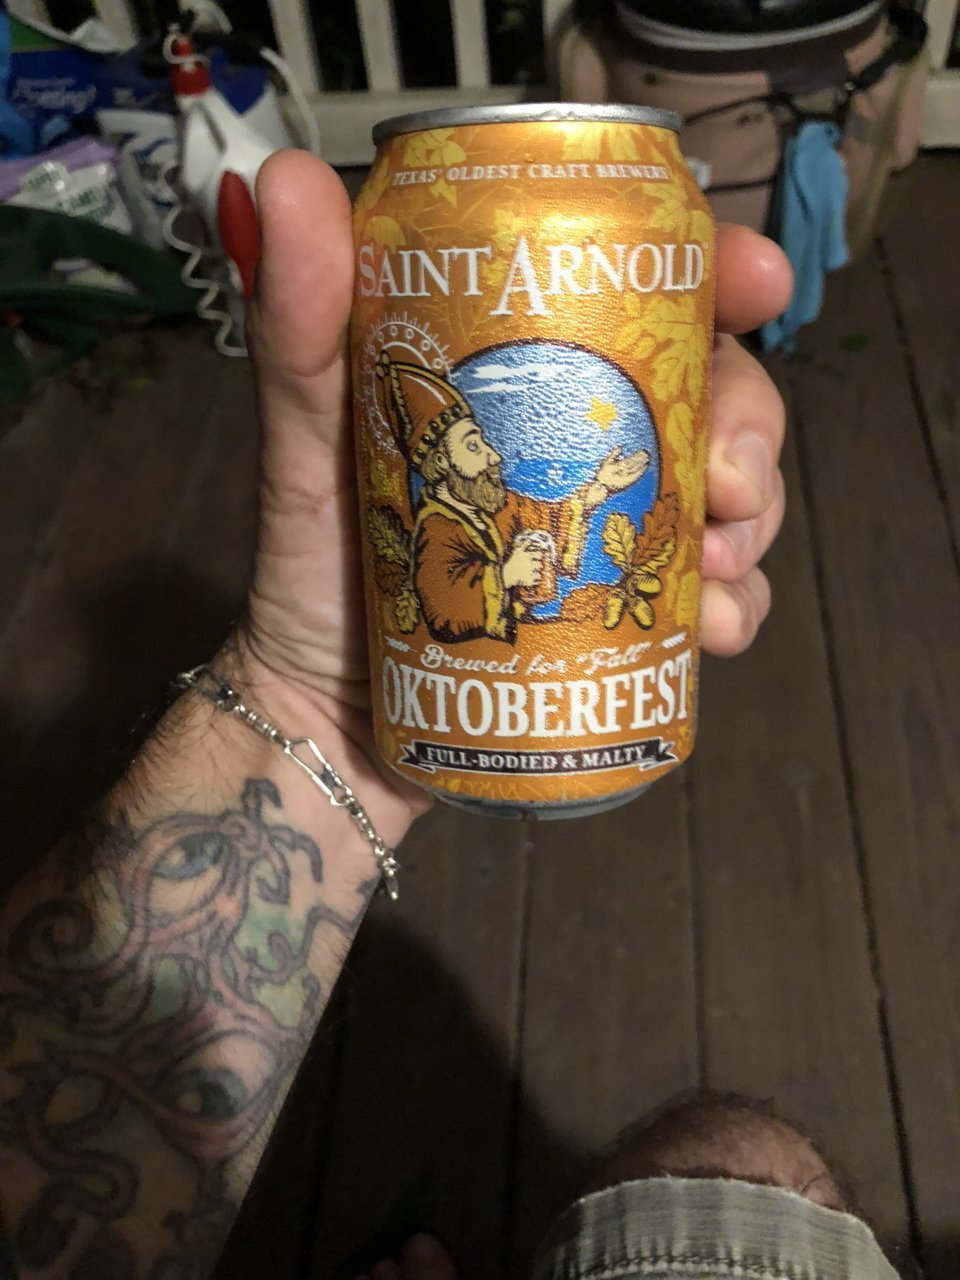 TEXAS' OLDEST CRAFT BREWERY
SAINT ARNOLD
Brewed for "Fall"
OKTOBERFEST
FULL-BODIED & MALTY